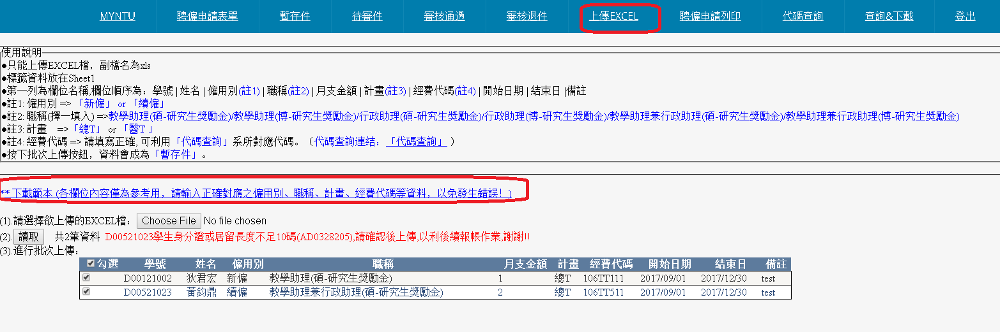 MYNTU 聘僱申請表單 暫存件 待審件 審核通過 審核退件 上傳EXCEL 聘僱申請列印 代碼查詢 查詢&下載 登出
使用說明
●只能上傳EXCEL檔，副檔名為xls
●標籤資料放在Sheet1
●第一列為欄位名稱,欄位順序為：學號 | 姓名 | 僱用別(註1) | 職稱(註2) | 月支金額 | 計畫(註3) | 經費代碼(註4) | 開始日期 | 結束日 |備註
●註1: 僱用別 => 「新僱」 or 「續僱」
●註2: 職稱(擇一填入) =>教學助理(碩-研究生獎勵金)/教學助理(博-研究生獎勵金)/行政助理(碩-研究生獎勵金)/行政助理(博-研究生獎勵金)/教學助理兼行政助理(碩-研究生獎勵金)/教學助理兼行政助理(博-研究生獎勵金)
●註3: 計畫 =>「總T」 or 「醫T 」
●註4: 經費代碼 => 請填寫正確, 可利用「代碼查詢」系所對應代碼。（代碼查詢連結：「代碼查詢」 ）
●按下批次上傳按鈕，資料會成為「暫存件」。
** 下載範本 (各欄位內容僅為參考用，請輸入正確對應之僱用別、職稱、計畫、經費代碼等資料，以免發生錯誤！)
(1).請選擇欲上傳的EXCEL檔： Choose File No file chosen
(2). 讀取 共2筆資料 D00521023學生身分證或居留長度不足10碼(AD0328205),請確認後上傳,以利後續報帳作業,謝謝!!
(3).進行批次上傳：
勾選 學號 姓名 僱用別 職稱 月支金額 計畫 經費代碼 開始日期 結束日 備註
D00121002 狄君宏 新僱 教學助理(碩-研究生獎勵金) 1 總T 106TT111 2017/09/01 2017/12/30 test
D00521023 黃鈞鼎 續僱 教學助理兼行政助理(碩-研究生獎勵金) 2 總T 106TT511 2017/09/01 2017/12/30 test